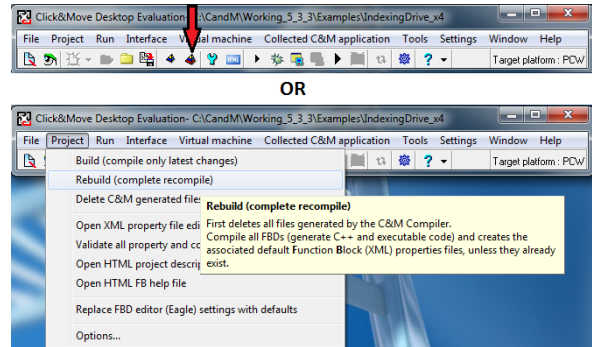 Click&Move Desktop Evaluation- C:\CandM\Working_5_3_3\Examples\IndexingDrive_x4
File Project Run Interface Virtual machine Collected C&M application Tools Settings Window Help
Target platform : PCW
OR
Click&Move Desktop Evaluation- C:\CandM\Working_5_3_3\Examples\IndexingDrive_x4
File Project Run Interface Virtual machine Collected C&M application Tools Settings Window Help
Target platform : PCW
Build (compile only latest changes)
Rebuild (complete recompile)
Delete C&M generated files
Rebuild (complete recompile)
First deletes all files generated by the C&M Compiler.
Compile all FBDs (generate C++ and executable code) and creates the
associated default Function Block (XML) properties files, unless they already
exist.
Open XML property file edi
Validate all property and co
Open HTML project descrip
Open HTML FB help file
Replace FBD editor (Eagle) settings with defaults
Options...